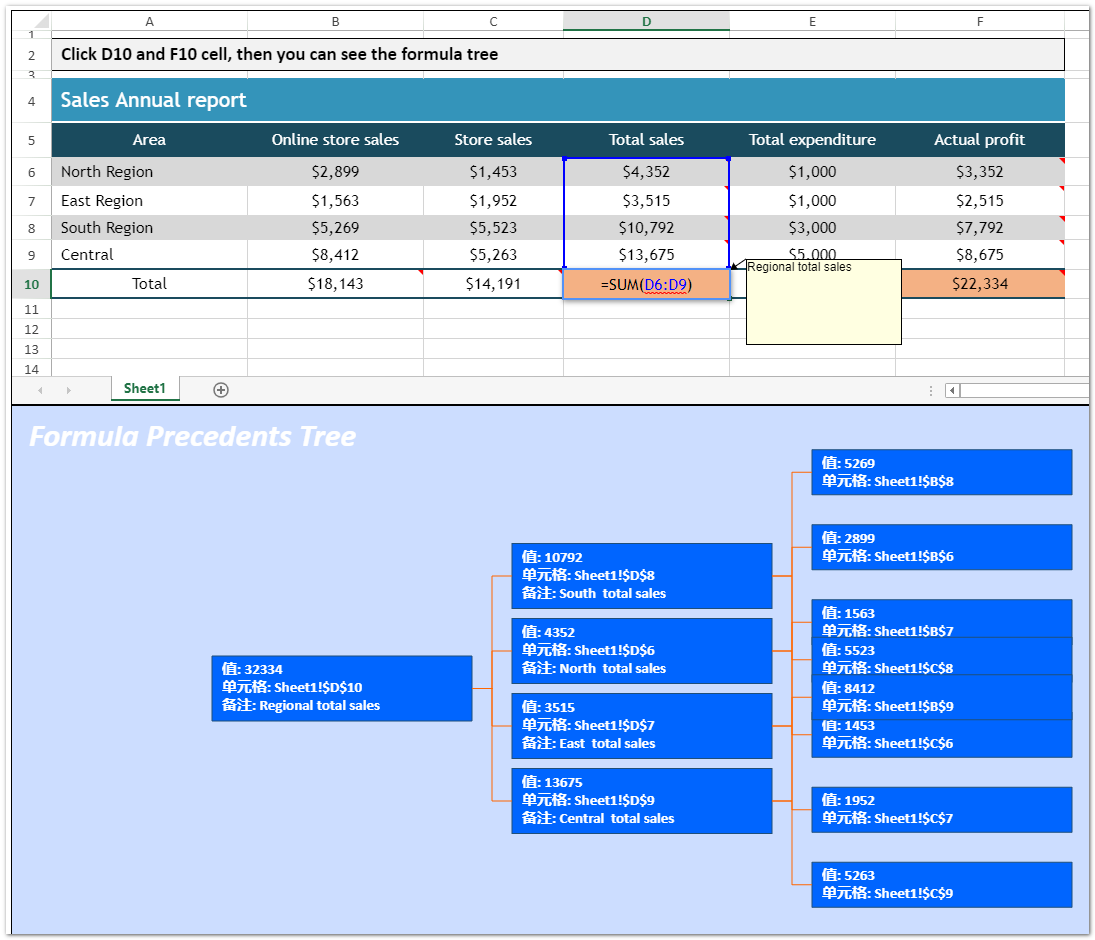 A B C D E F
1
2 Click D10 and F10 cell, then you can see the formula tree
3
4 Sales Annual report
5 Area Online store sales Store sales Total sales Total expenditure Actual profit
6 North Region $2,899 $1,453 $4,352 $1,000 $3,352
7 East Region $1,563 $1,952 $3,515 $1,000 $2,515
8 South Region $5,269 $5,523 $10,792 $3,000 $7,792
9 Central $8,412 $5,263 $13,675 $5,000 $8,675
Regional total sales
10 Total $18,143 $14,191 =SUM(D6:D9) $22,334
11
12
13
14
Sheet1
Formula Precedents Tree
值: 32334
单元格: Sheet1!$D$10
备注: Regional total sales
值: 10792
单元格: Sheet1!$D$8
备注: South  total sales
值: 4352
单元格: Sheet1!$D$6
备注: North  total sales
值: 3515
单元格: Sheet1!$D$7
备注: East  total sales
值: 13675
单元格: Sheet1!$D$9
备注: Central  total sales
值: 5269
单元格: Sheet1!$B$8
值: 2899
单元格: Sheet1!$B$6
值: 1563
单元格: Sheet1!$B$7
值: 5523
单元格: Sheet1!$C$8
值: 8412
单元格: Sheet1!$B$9
值: 1453
单元格: Sheet1!$C$6
值: 1952
单元格: Sheet1!$C$7
值: 5263
单元格: Sheet1!$C$9